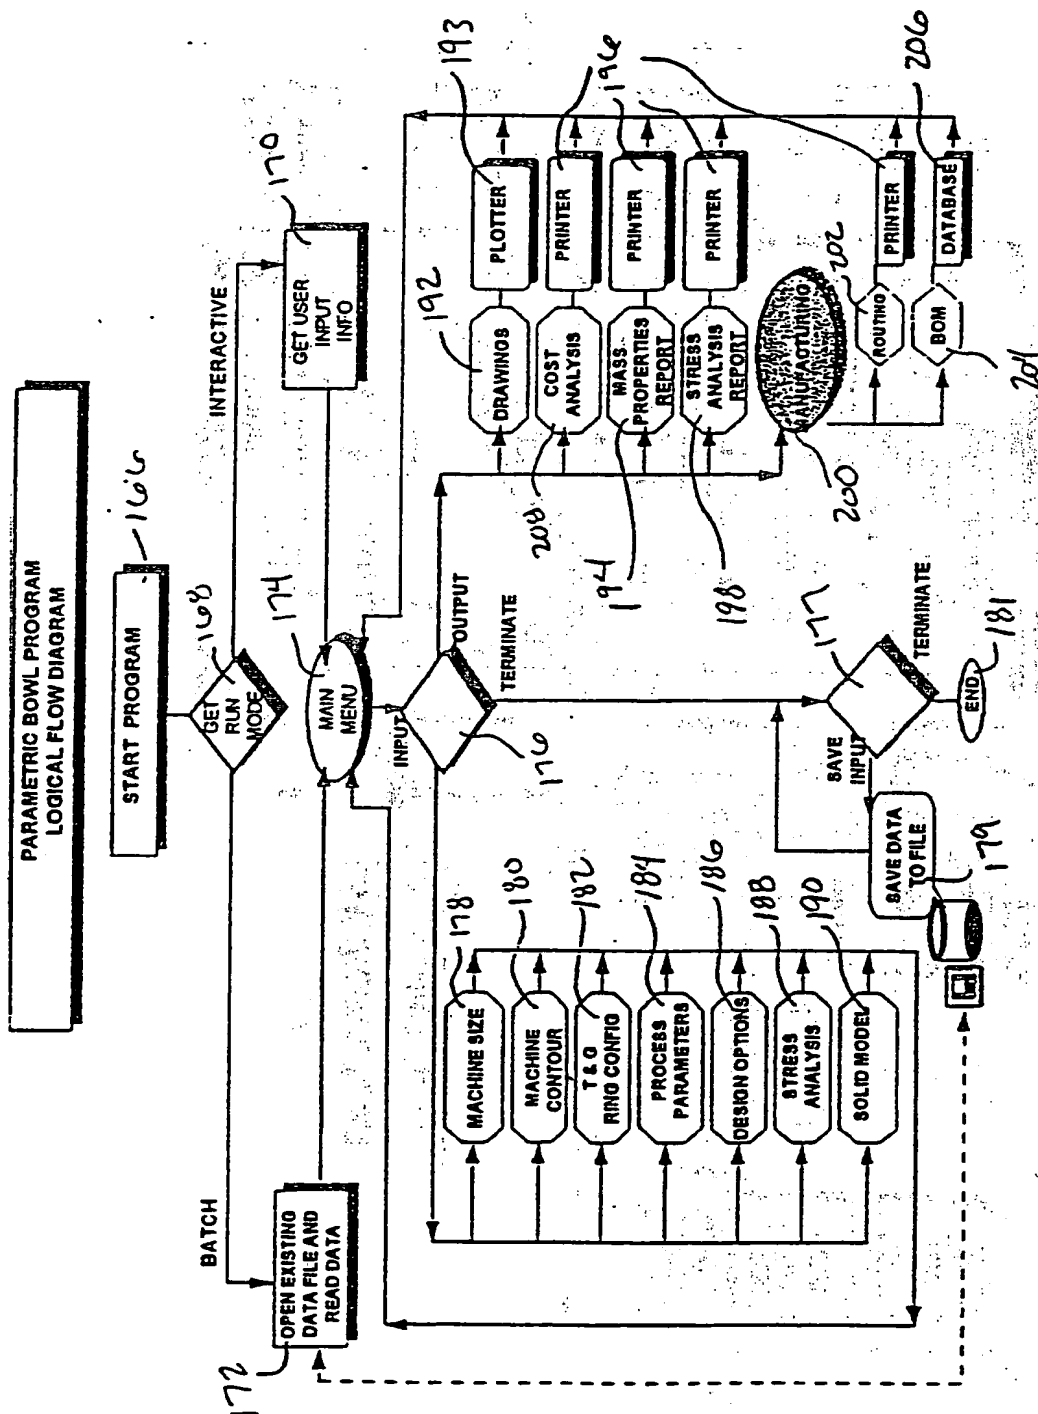 PARAMETRIC BOWL PROGRAM
LOGICAL FLOW DIAGRAM
START PROGRAM
166
GET
RUN
MODE
168
BATCH
INTERACTIVE
OPEN EXISTING
DATA FILE AND
READ DATA
172
GET USER
INPUT
INFO
170
MAIN
MENU
174
INPUT
OUTPUT
TERMINATE
176
MACHINE SIZE
178
MACHINE
CONTOUR
180
T & G
RING CONFIG
182
PROCESS
PARAMETERS
184
DESIGN OPTIONS
186
STRESS
ANALYSIS
188
SOLID MODEL
190
DRAWINGS
192
PLOTTER
193
COST
ANALYSIS
208
PRINTER
196
MASS
PROPERTIES
REPORT
194
PRINTER
STRESS
ANALYSIS
REPORT
198
PRINTER
MANUFACTURING
200
ROUTING
202
PRINTER
BOM
204
DATABASE
206
SAVE
INPUT
177
TERMINATE
SAVE DATA
TO FILE
179
END
181